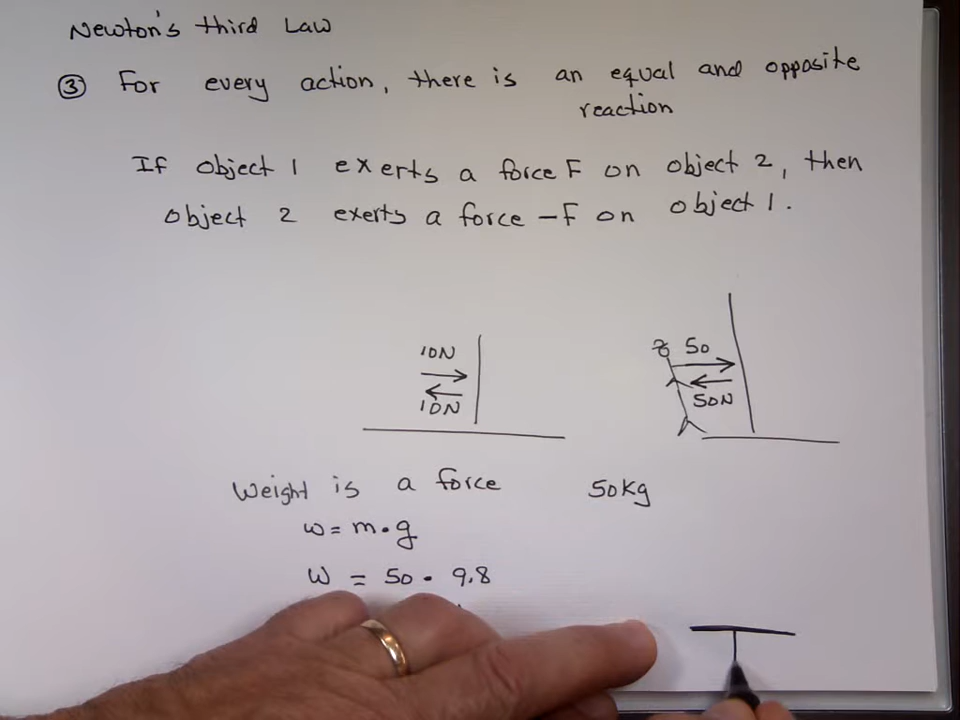 Newton's third Law
③ For every action, there is an equal and opposite
reaction
If object 1 exerts a force F on object 2, then
object 2 exerts a force -F on object 1.
10N
10N
50
50N
Weight is a force 50Kg
w = m · g
w = 50 · 9.8